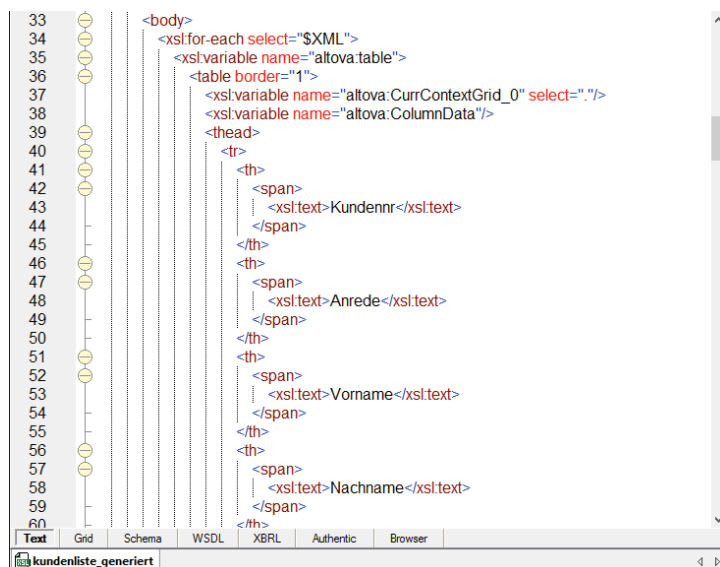 33 <body>
34 <xsl:for-each select="$XML">
35 <xsl:variable name="altova:table">
36 <table border="1">
37 <xsl:variable name="altova:CurrContextGrid_0" select="."/>
38 <xsl:variable name="altova:ColumnData"/>
39 <thead>
40 <tr>
41 <th>
42 <span>
43 <xsl:text>Kundennr</xsl:text>
44 </span>
45 </th>
46 <th>
47 <span>
48 <xsl:text>Anrede</xsl:text>
49 </span>
50 </th>
51 <th>
52 <span>
53 <xsl:text>Vorname</xsl:text>
54 </span>
55 </th>
56 <th>
57 <span>
58 <xsl:text>Nachname</xsl:text>
59 </span>
60 </th>
Text Grid Schema WSDL XBRL Authentic Browser
XSL kundenliste_generiert